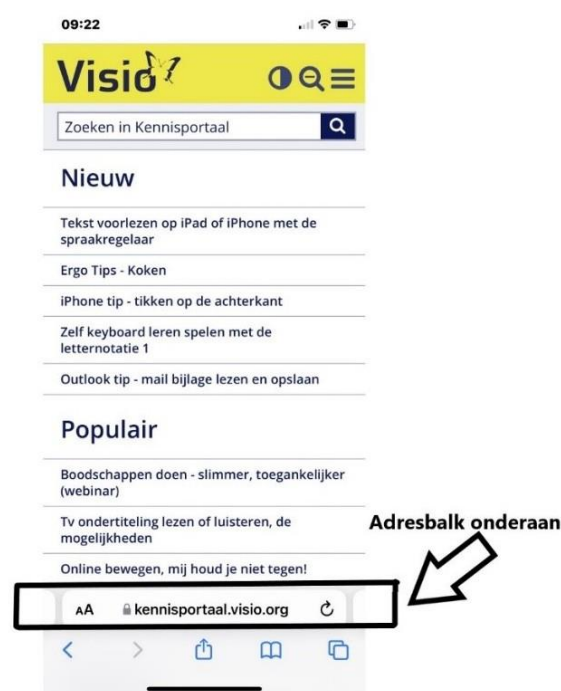 09:22
Visio
Zoeken in Kennisportaal
Nieuw
Tekst voorlezen op iPad of iPhone met de
spraakregelaar
Ergo Tips - Koken
iPhone tip - tikken op de achterkant
Zelf keyboard leren spelen met de
letternotatie 1
Outlook tip - mail bijlage lezen en opslaan
Populair
Boodschappen doen - slimmer, toegankelijker
(webinar)
Tv ondertiteling lezen of luisteren, de
mogelijkheden
Adresbalk onderaan
Online bewegen, mij houd je niet tegen!
AA kennisportaal.visio.org